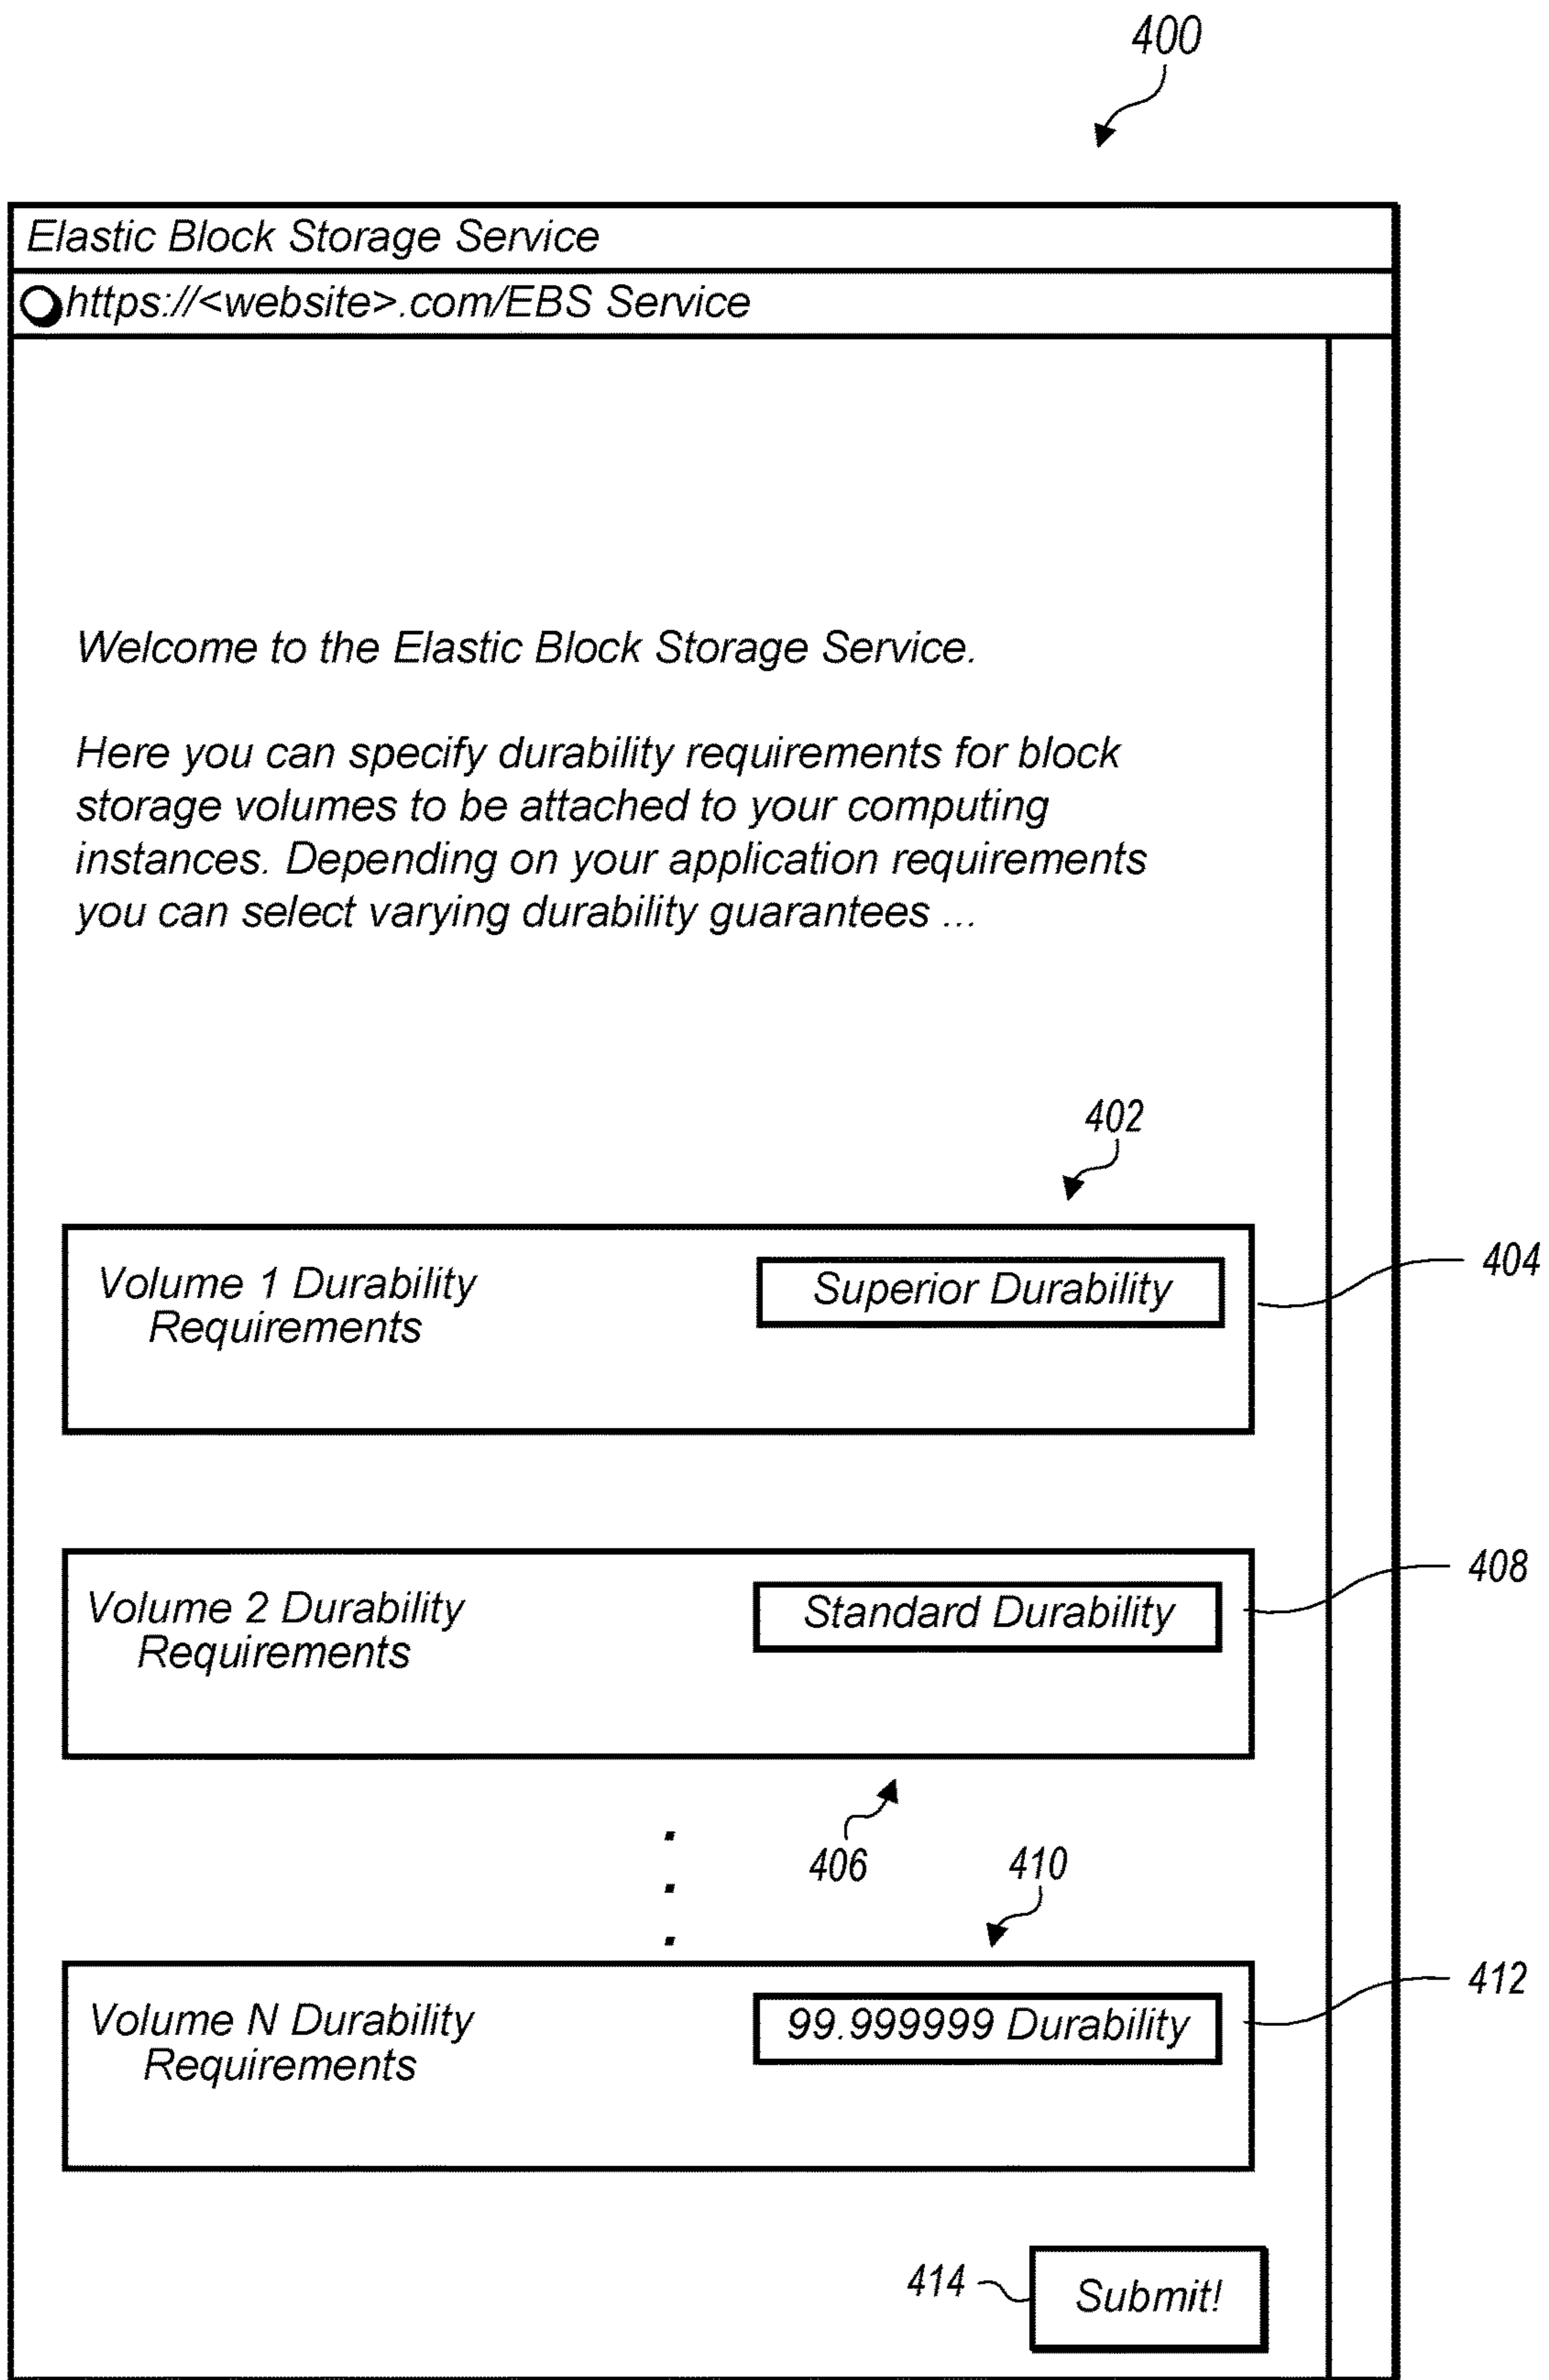 400
Elastic Block Storage Service
https://<website>.com/EBS Service
Welcome to the Elastic Block Storage Service.
Here you can specify durability requirements for block
storage volumes to be attached to your computing
instances. Depending on your application requirements
you can select varying durability guarantees ...
402
Volume 1 Durability
Requirements
Superior Durability
404
Volume 2 Durability
Requirements
Standard Durability
408
406
410
Volume N Durability
Requirements
99.999999 Durability
412
414
Submit!